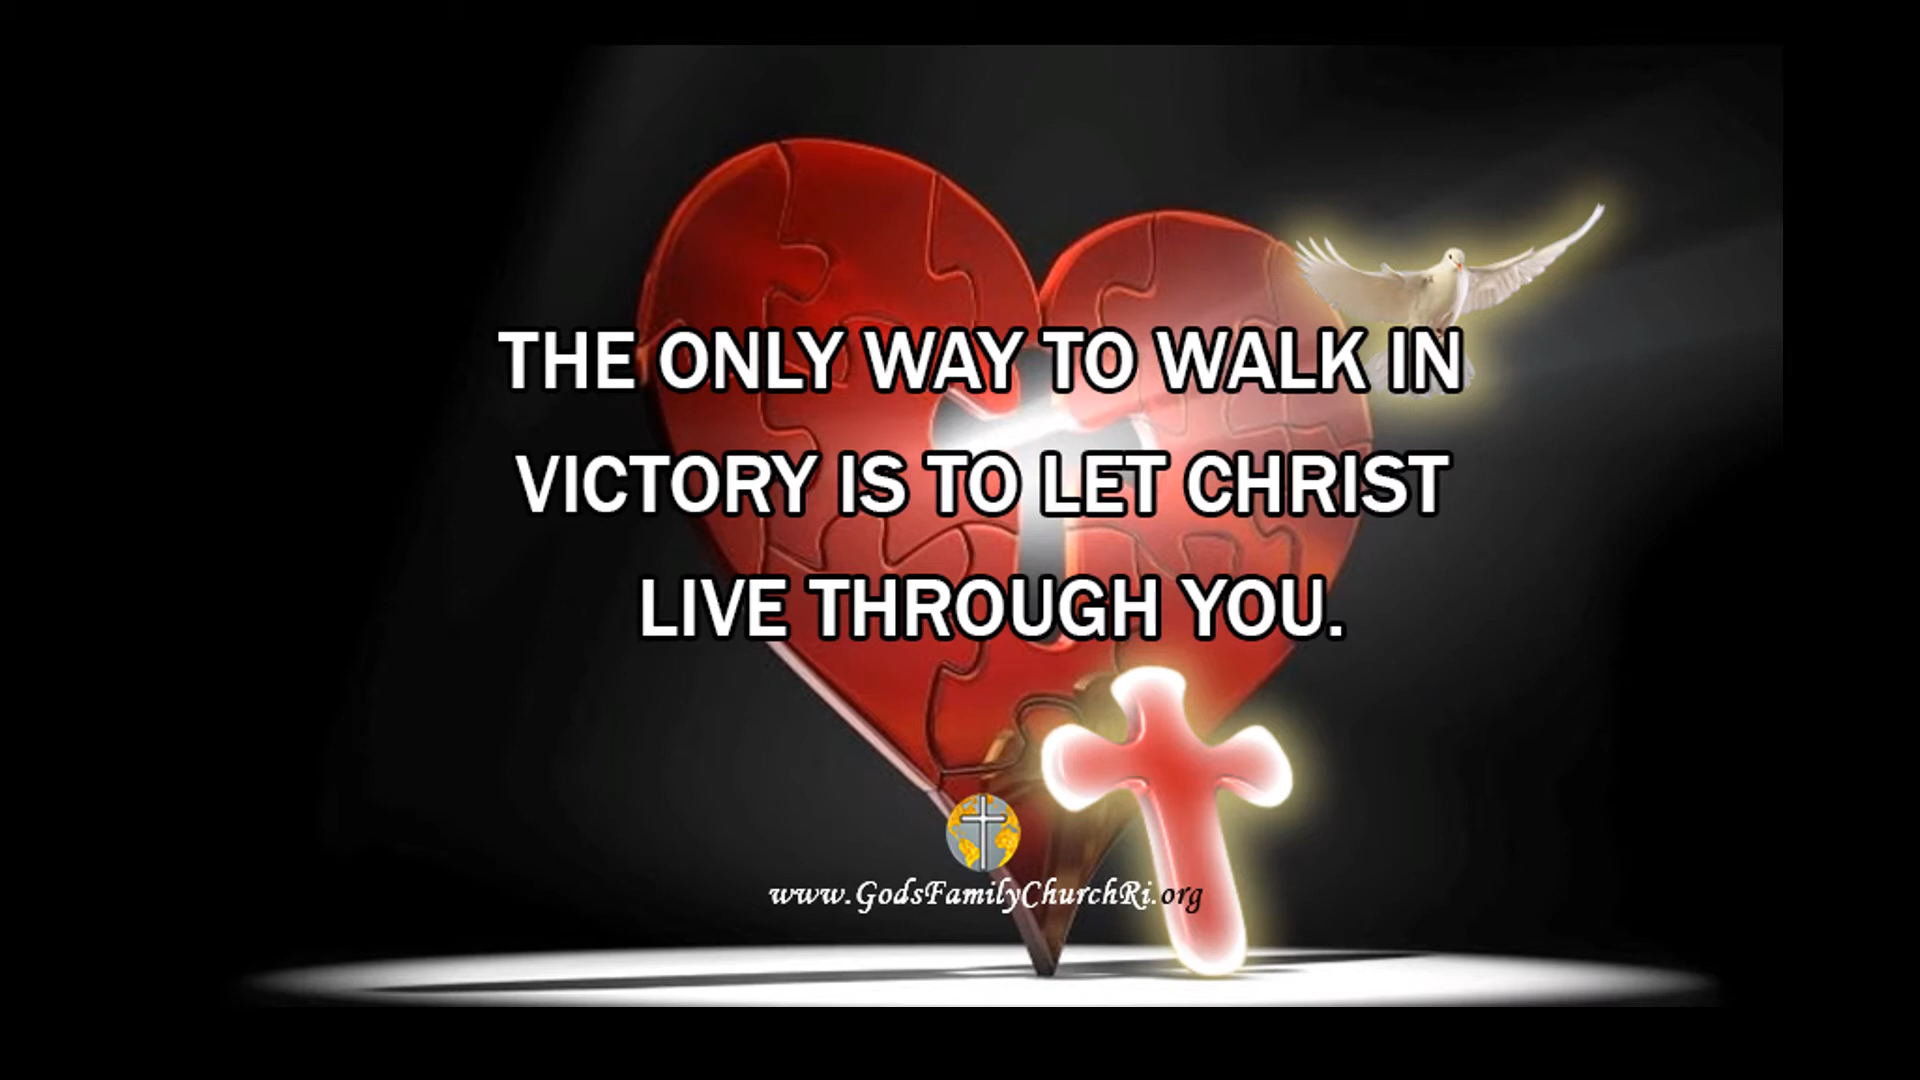 THE ONLY WAY TO WALK IN
VICTORY IS TO LET CHRIST
LIVE THROUGH YOU.
www.GodsFamilyChurchRi.org